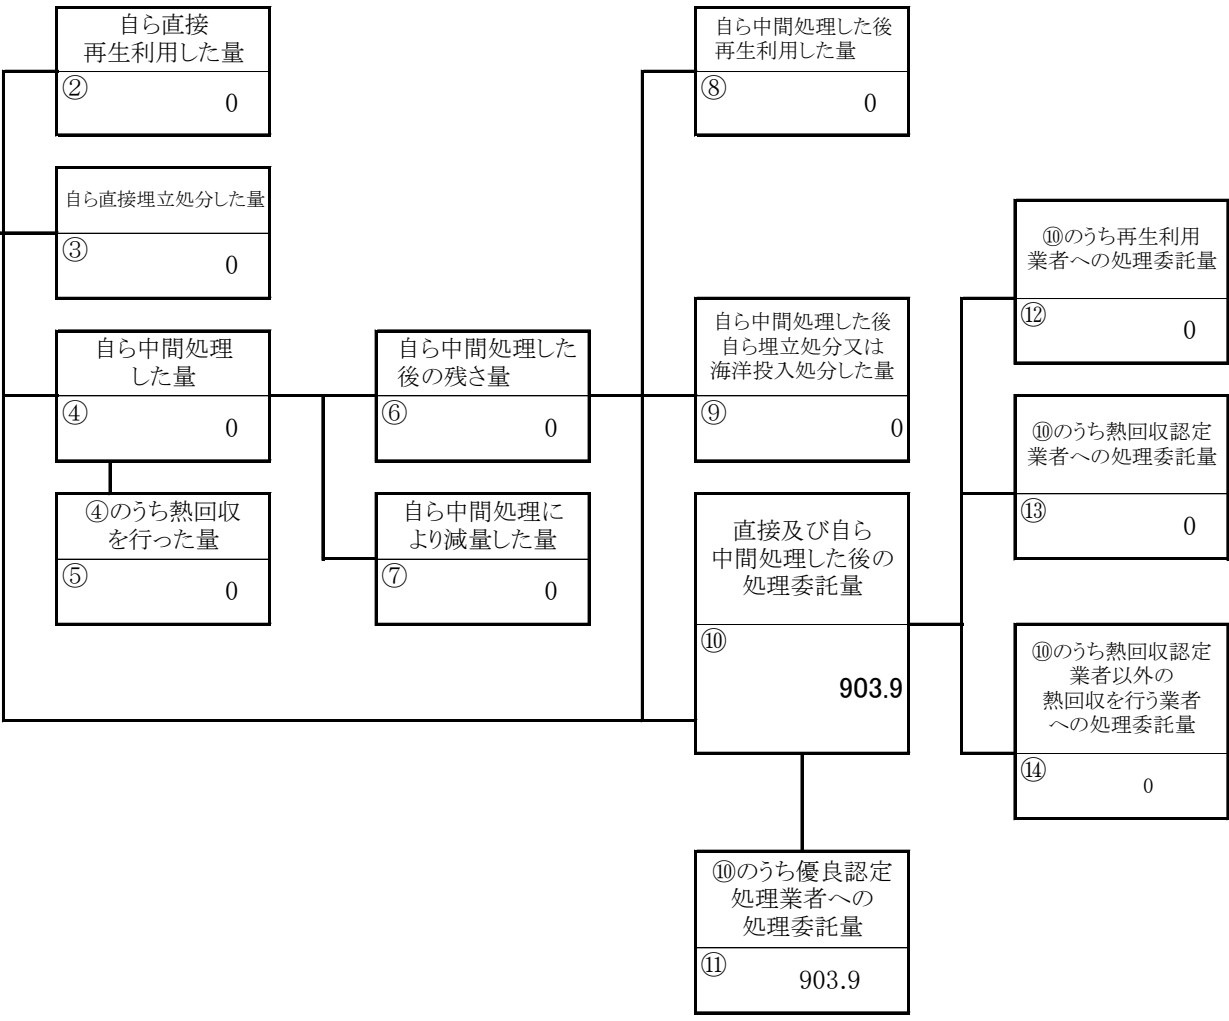 自ら直接
再生利用した量
②
0
自ら直接埋立処分した量
③
0
自ら中間処理
した量
④
0
④のうち熱回収
を行った量
⑤
0
自ら中間処理した
後の残さ量
⑥
0
自ら中間処理に
より減量した量
⑦
0
自ら中間処理した後
再生利用した量
⑧
0
自ら中間処理した後
自ら埋立処分又は
海洋投入処分した量
⑨
0
直接及び自ら
中間処理した後の
処理委託量
⑩
903.9
⑩のうち優良認定
処理業者への
処理委託量
⑪
903.9
⑩のうち再生利用
業者への処理委託量
⑫
0
⑩のうち熱回収認定
業者への処理委託量
⑬
0
⑩のうち熱回収認定
業者以外の
熱回収を行う業者
への処理委託量
⑭
0